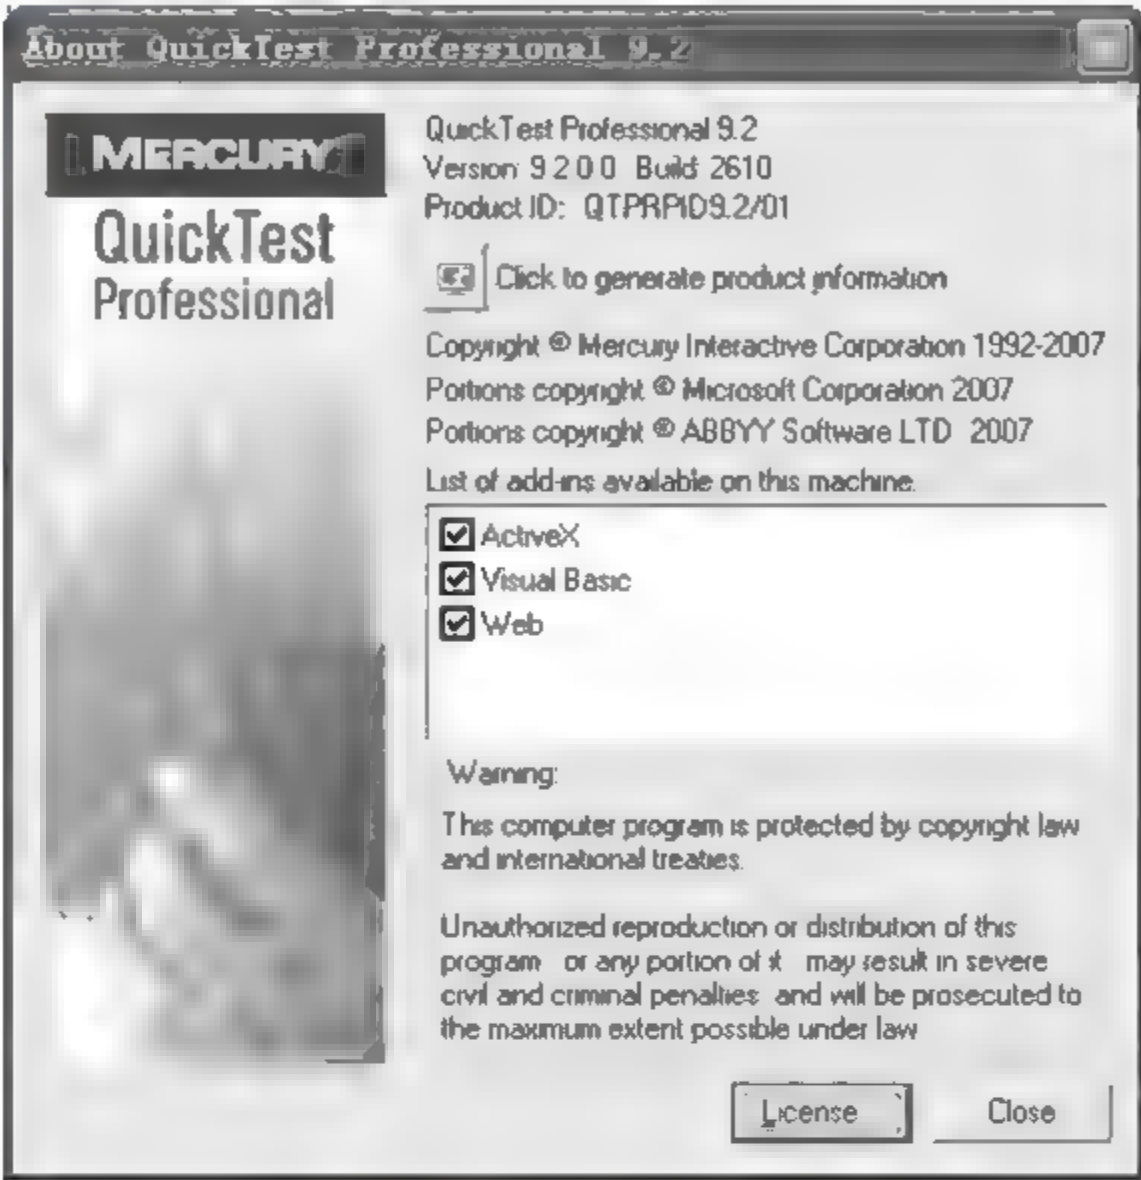 About QuickTest Professional 9.2
MERCURY
QuickTest
Professional
QuickTest Professional 9.2
Version 9 2 0 0 Build 2610
Product ID: QTPRPID9.2/01
Click to generate product information
Copyright © Mercury Interactive Corporation 1992-2007
Portions copyright © Microsoft Corporation 2007
Portions copyright © ABBYY Software LTD 2007
List of add-ins available on this machine.
ActiveX
Visual Basic
Web
Warning:
This computer program is protected by copyright law
and international treaties.
Unauthorized reproduction or distribution of this
program or any portion of it may result in severe
civil and criminal penalties and will be prosecuted to
the maximum extent possible under law
License
Close